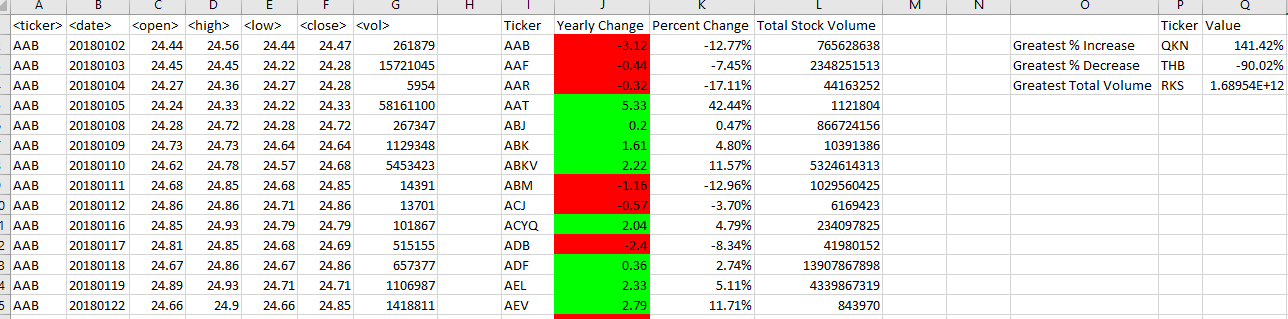 A B C D E F G H I J K L M N O P Q
<ticker> <date> <open> <high> <low> <close> <vol> Ticker Yearly Change Percent Change Total Stock Volume Ticker Value
AAB 20180102 24.44 24.56 24.44 24.47 261879 AAB -3.12 -12.77% 765628638 Greatest % Increase QKN 141.42%
AAB 20180103 24.45 24.45 24.22 24.28 15721045 AAF -0.44 -7.45% 2348251513 Greatest % Decrease THB -90.02%
AAB 20180104 24.27 24.36 24.27 24.28 5954 AAR -0.32 -17.11% 44163252 Greatest Total Volume RKS 1.68954E+12
AAB 20180105 24.24 24.33 24.22 24.33 58161100 AAT 5.33 42.44% 1121804
AAB 20180108 24.28 24.72 24.28 24.72 267347 ABJ 0.2 0.47% 866724156
AAB 20180109 24.73 24.73 24.64 24.64 1129348 ABK 1.61 4.80% 10391386
AAB 20180110 24.62 24.78 24.57 24.68 5453423 ABKV 2.22 11.57% 5324614313
AAB 20180111 24.68 24.85 24.68 24.85 14391 ABM -1.16 -12.96% 1029560425
AAB 20180112 24.86 24.86 24.71 24.86 13701 ACJ -0.57 -3.70% 6169423
AAB 20180116 24.85 24.93 24.79 24.79 101867 ACYQ 2.04 4.79% 234097825
AAB 20180117 24.81 24.85 24.68 24.69 515155 ADB -2.4 -8.34% 41980152
AAB 20180118 24.67 24.86 24.67 24.86 657377 ADF 0.36 2.74% 13907867898
AAB 20180119 24.89 24.93 24.71 24.71 1106987 AEL 2.33 5.11% 4339867319
AAB 20180122 24.66 24.9 24.66 24.85 1418811 AEV 2.79 11.71% 843970